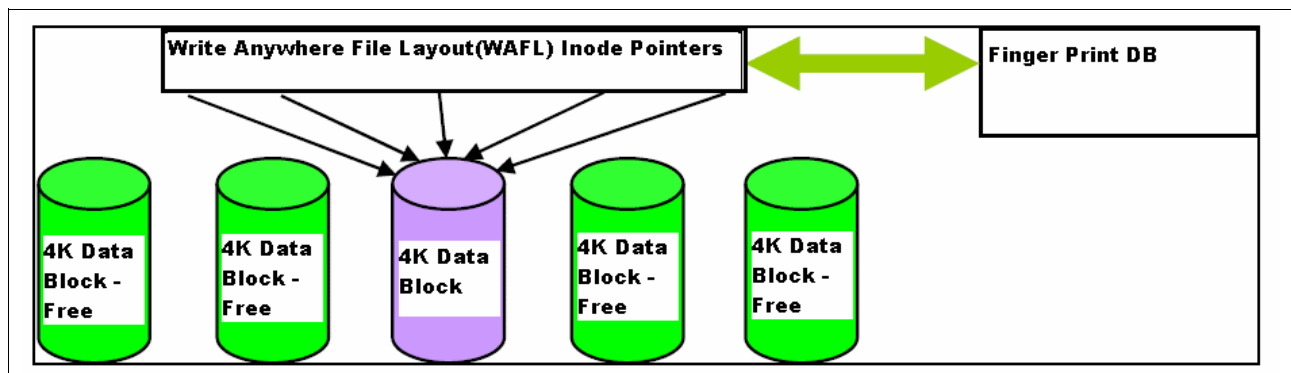 Write Anywhere File Layout(WAFL) Inode Pointers
Finger Print DB
4K Data
Block -
Free
4K Data
Block -
Free
4K Data
Block
4K Data
Block -
Free
4K Data
Block -
Free